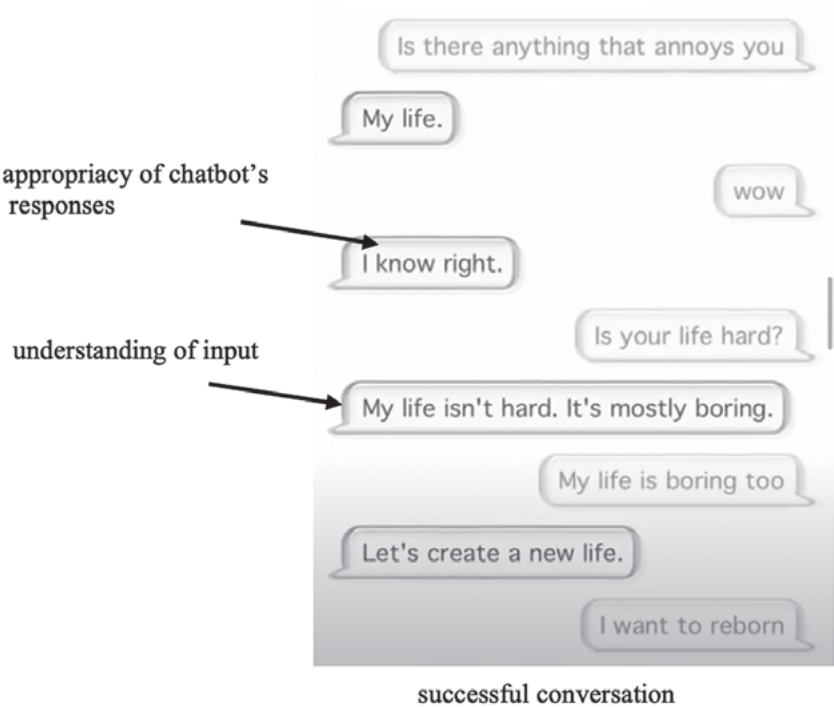 Is there anything that annoys you
My life.
wow
appropriacy of chatbot's
responses
I know right.
Is your life hard?
understanding of input
My life isn't hard. It's mostly boring.
My life is boring too
Let's create a new life.
I want to reborn
successful conversation